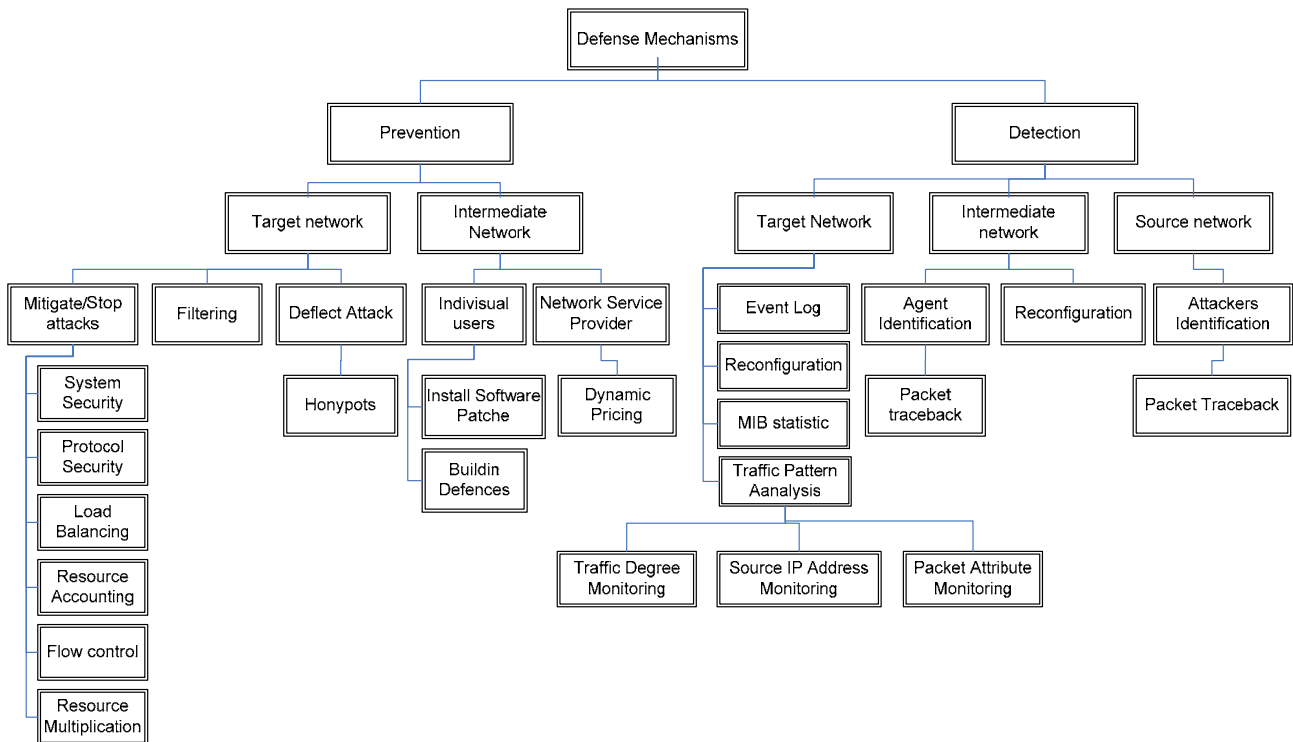 Defense Mechanisms
Prevention
Detection
Target network
Intermediate
Network
Target Network
Intermediate
network
Source network
Mitigate/Stop
attacks
Filtering
Deflect Attack
Indivisual
users
Network Service
Provider
Event Log
Agent
Identification
Reconfiguration
Attackers
Identification
System
Security
Honypots
Install Software
Patche
Dynamic
Pricing
Reconfiguration
Packet
traceback
Packet Traceback
Protocol
Security
Buildin
Defences
MIB statistic
Traffic Pattern
Aanalysis
Load
Balancing
Resource
Accounting
Traffic Degree
Monitoring
Source IP Address
Monitoring
Packet Attribute
Monitoring
Flow control
Resource
Multiplication